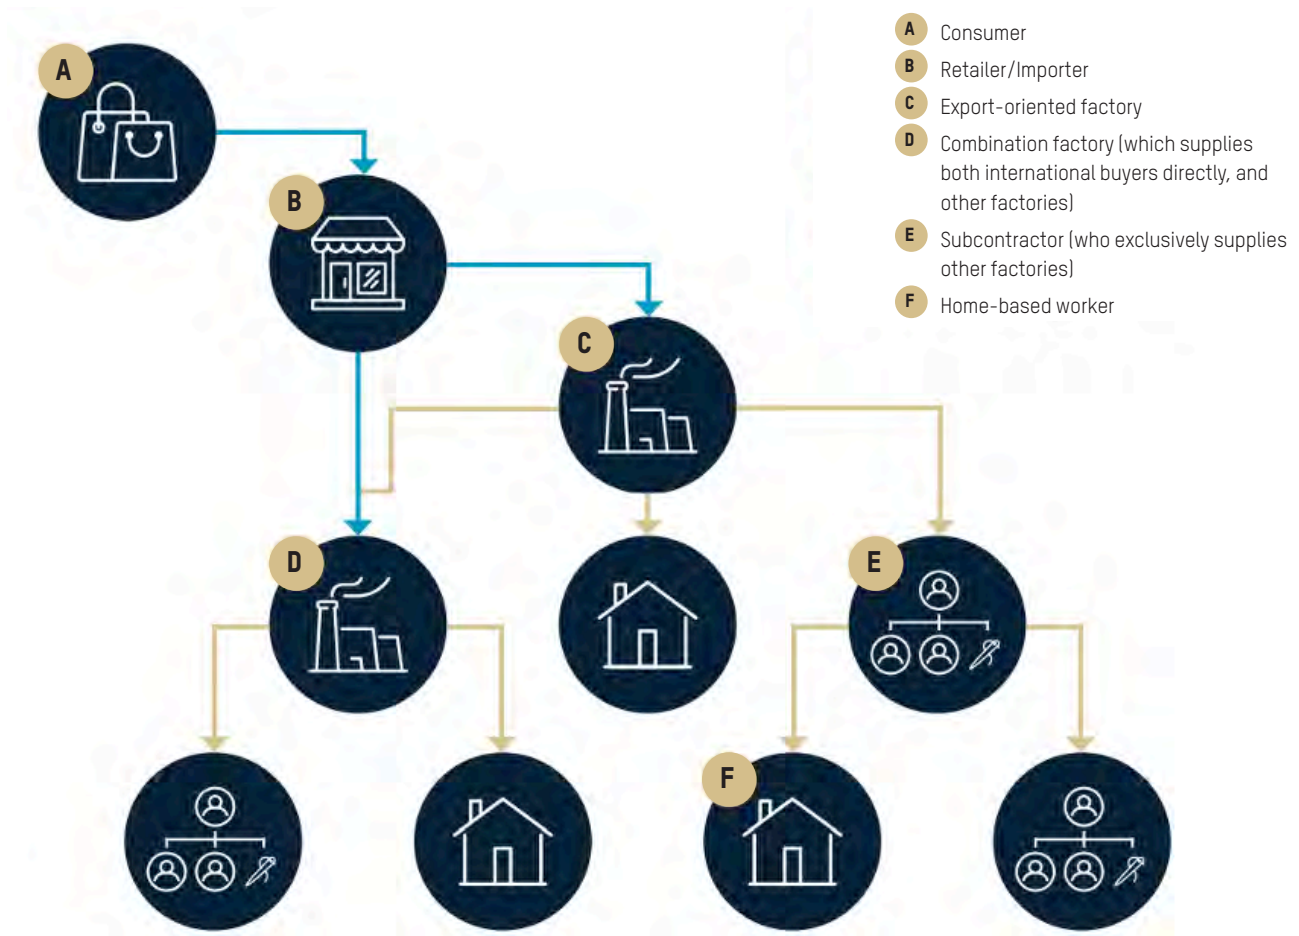 A
B
C
D
E
F
A Consumer
B Retailer/Importer
C Export-oriented factory
D Combination factory (which supplies
both international buyers directly, and
other factories)
E Subcontractor (who exclusively supplies
other factories)
F Home-based worker